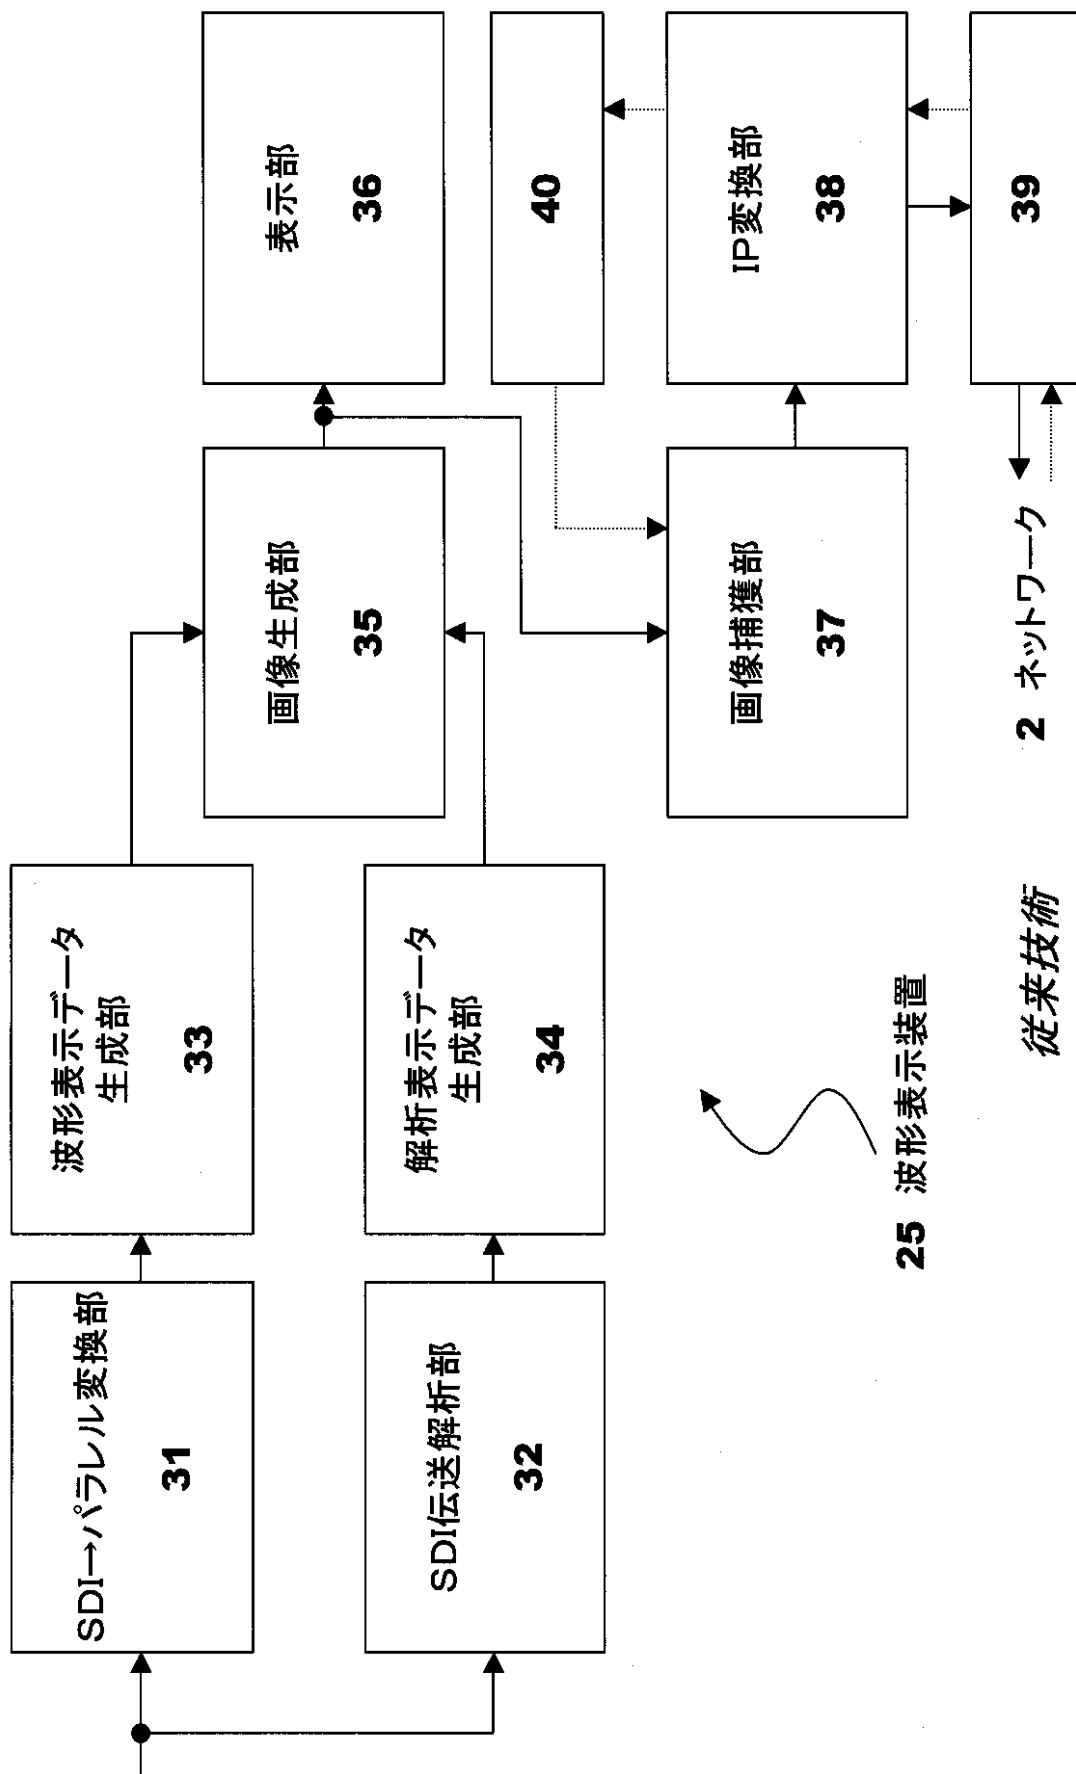 SDI→パラレル変換部
31
波形表示データ
生成部
33
SDI伝送解析部
32
解析表示データ
生成部
34
画像生成部
35
表示部
36
40
画像捕獲部
37
IP変換部
38
39
2 ネットワーク
25 波形表示装置
従来技術